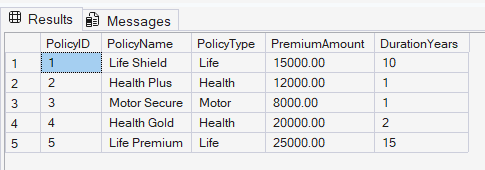 Results Messages
PolicyID PolicyName PolicyType PremiumAmount DurationYears
1 1 Life Shield Life 15000.00 10
2 2 Health Plus Health 12000.00 1
3 3 Motor Secure Motor 8000.00 1
4 4 Health Gold Health 20000.00 2
5 5 Life Premium Life 25000.00 15